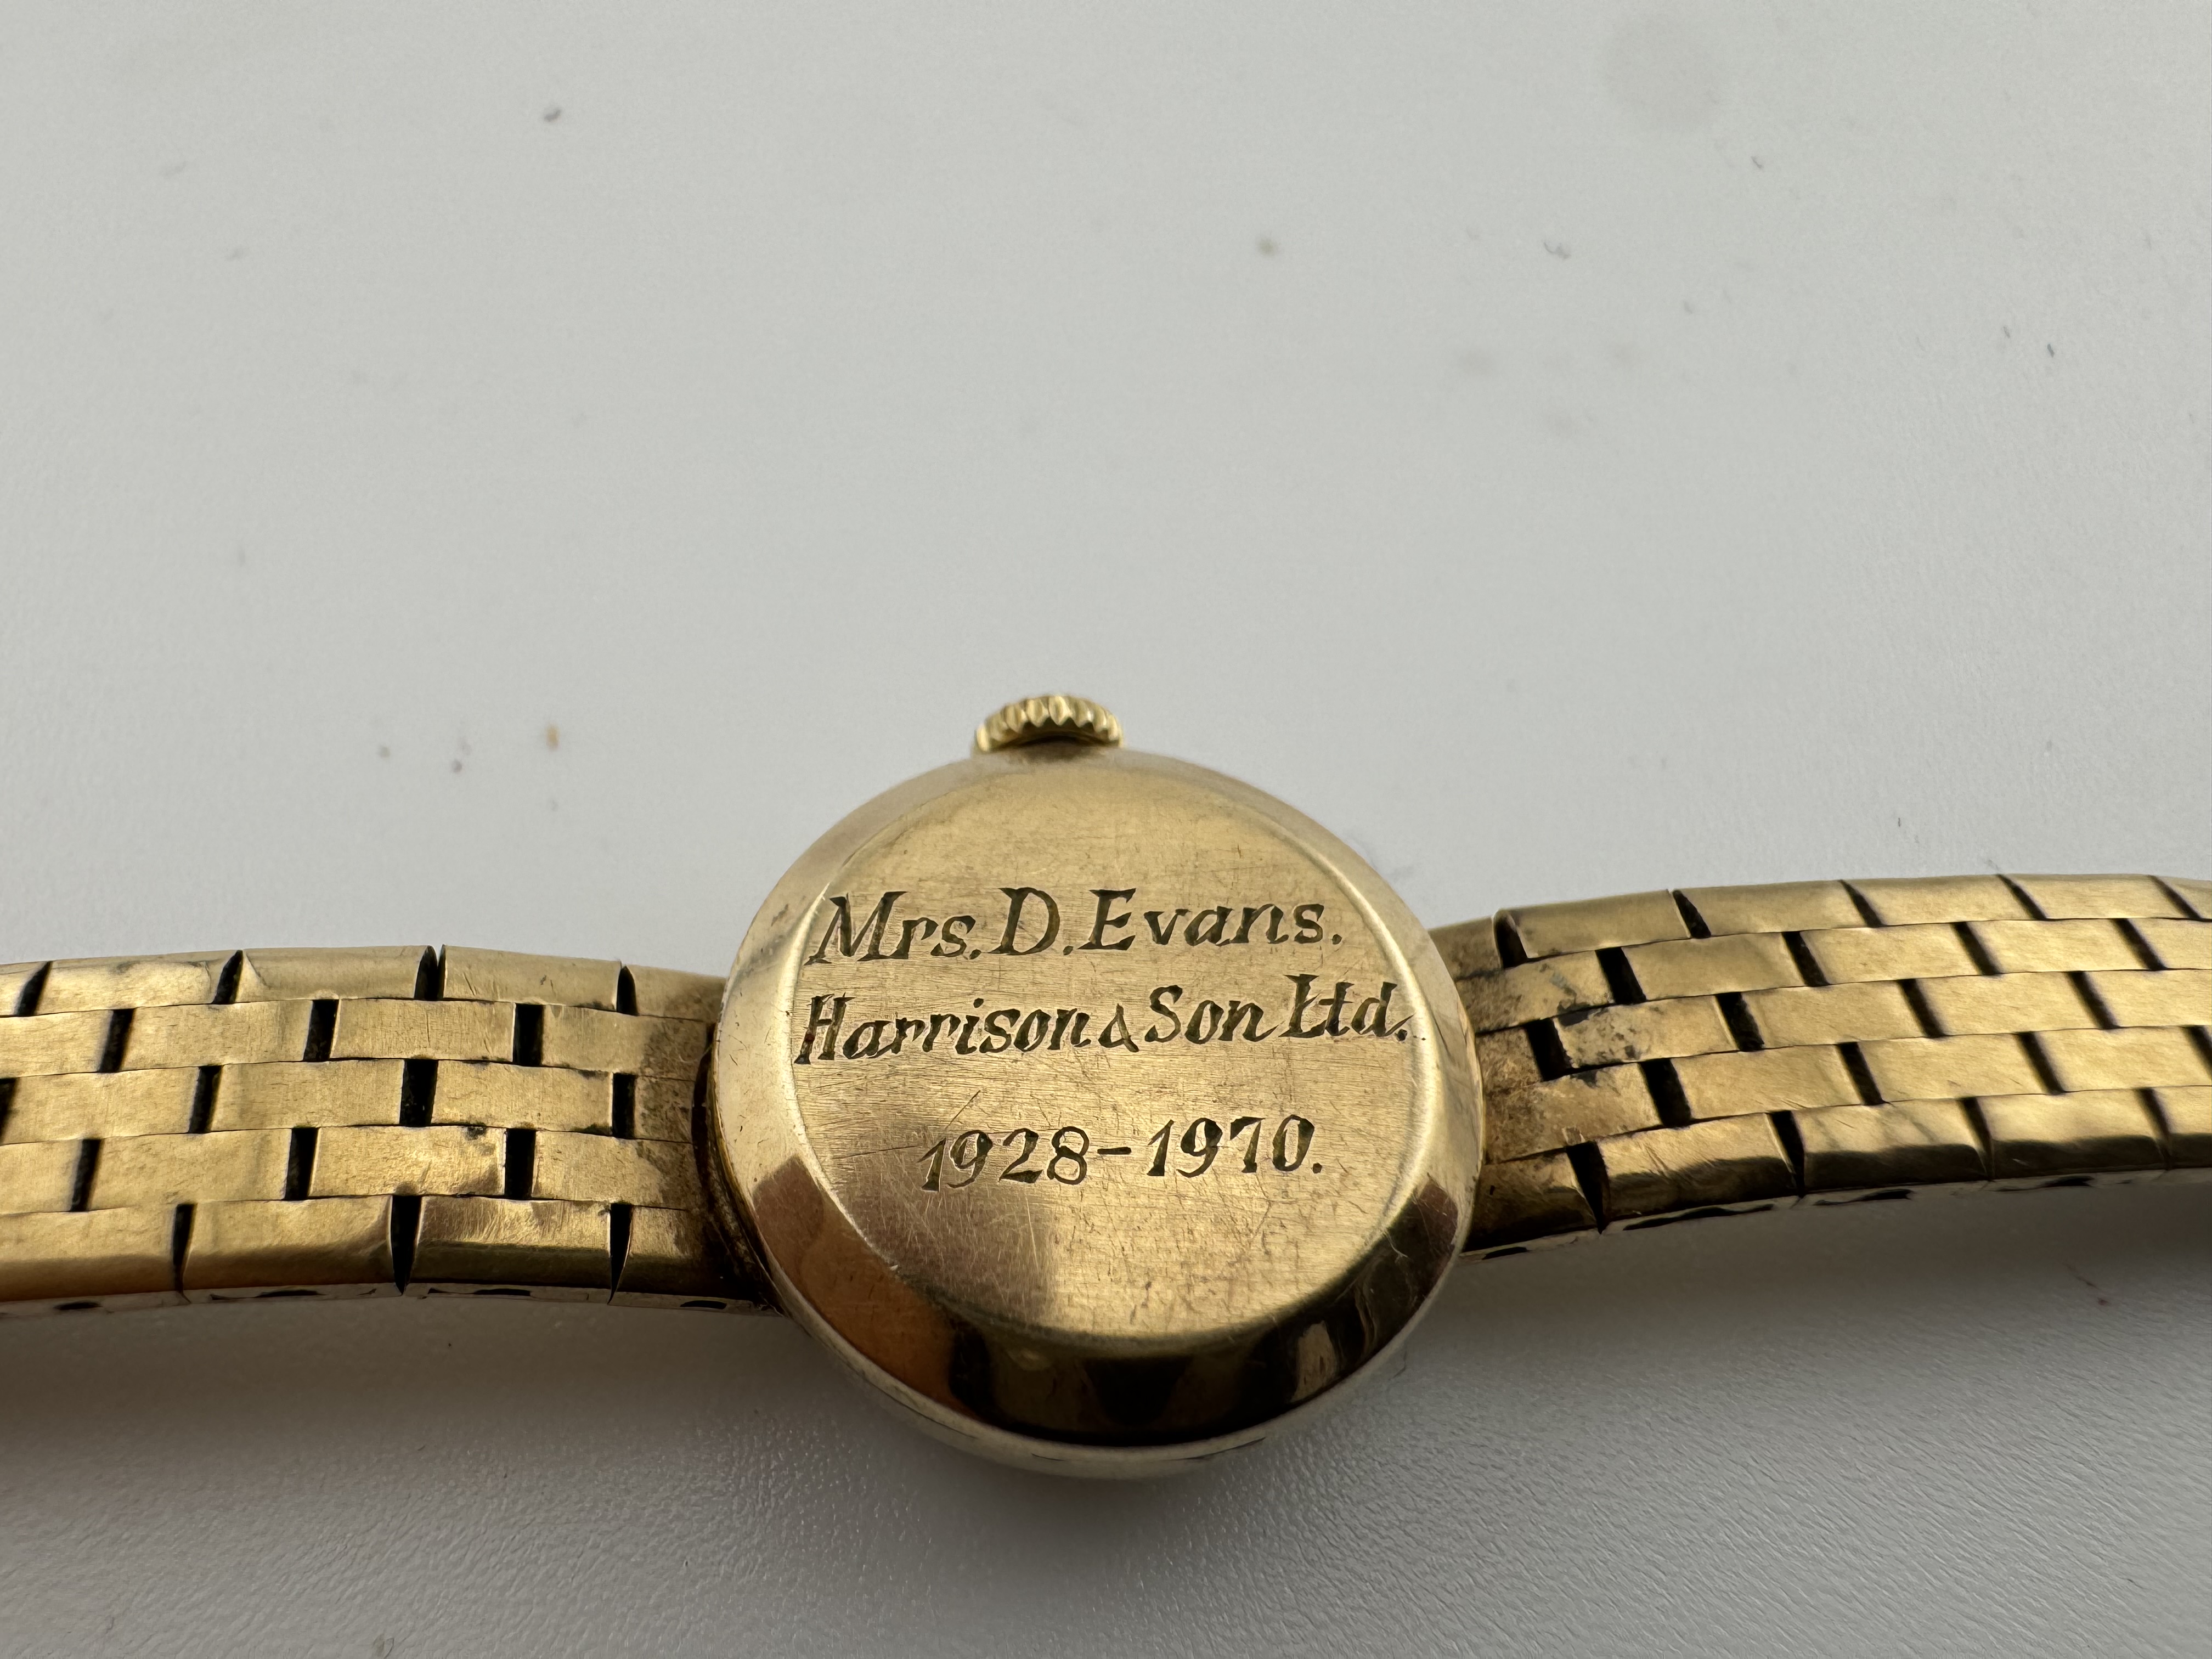 Mrs. D. Evans.
Harrison & Son Ltd.
1928-1970.